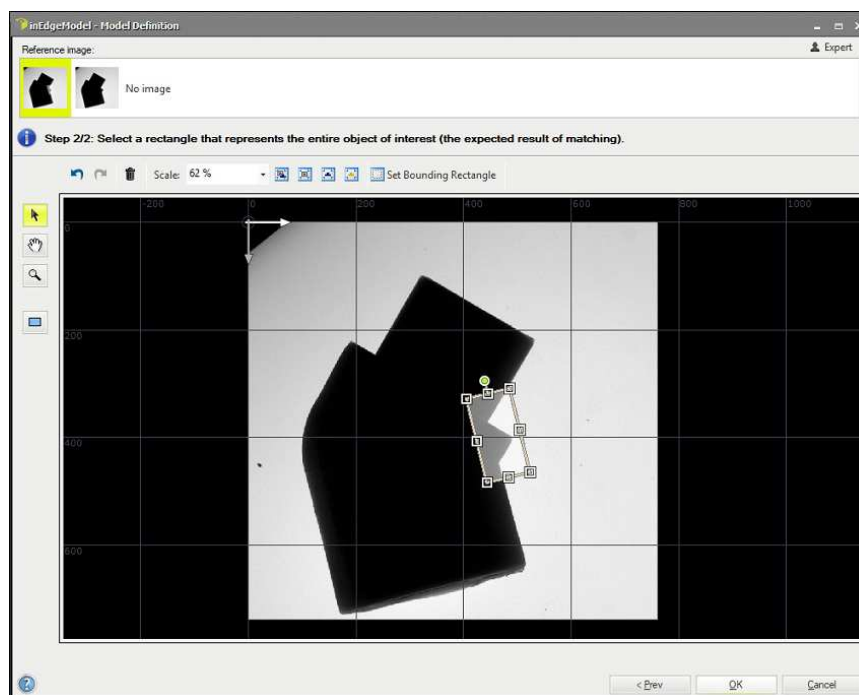 inEdgeModel - Model Definition
Reference image:
Expert
No image
Step 2/2: Select a rectangle that represents the entire object of interest (the expected result of matching).
Scale: 62 % Set Bounding Rectangle
-200 0 200 400 600 800 1000
0
200
400
600
< Prev OK Cancel